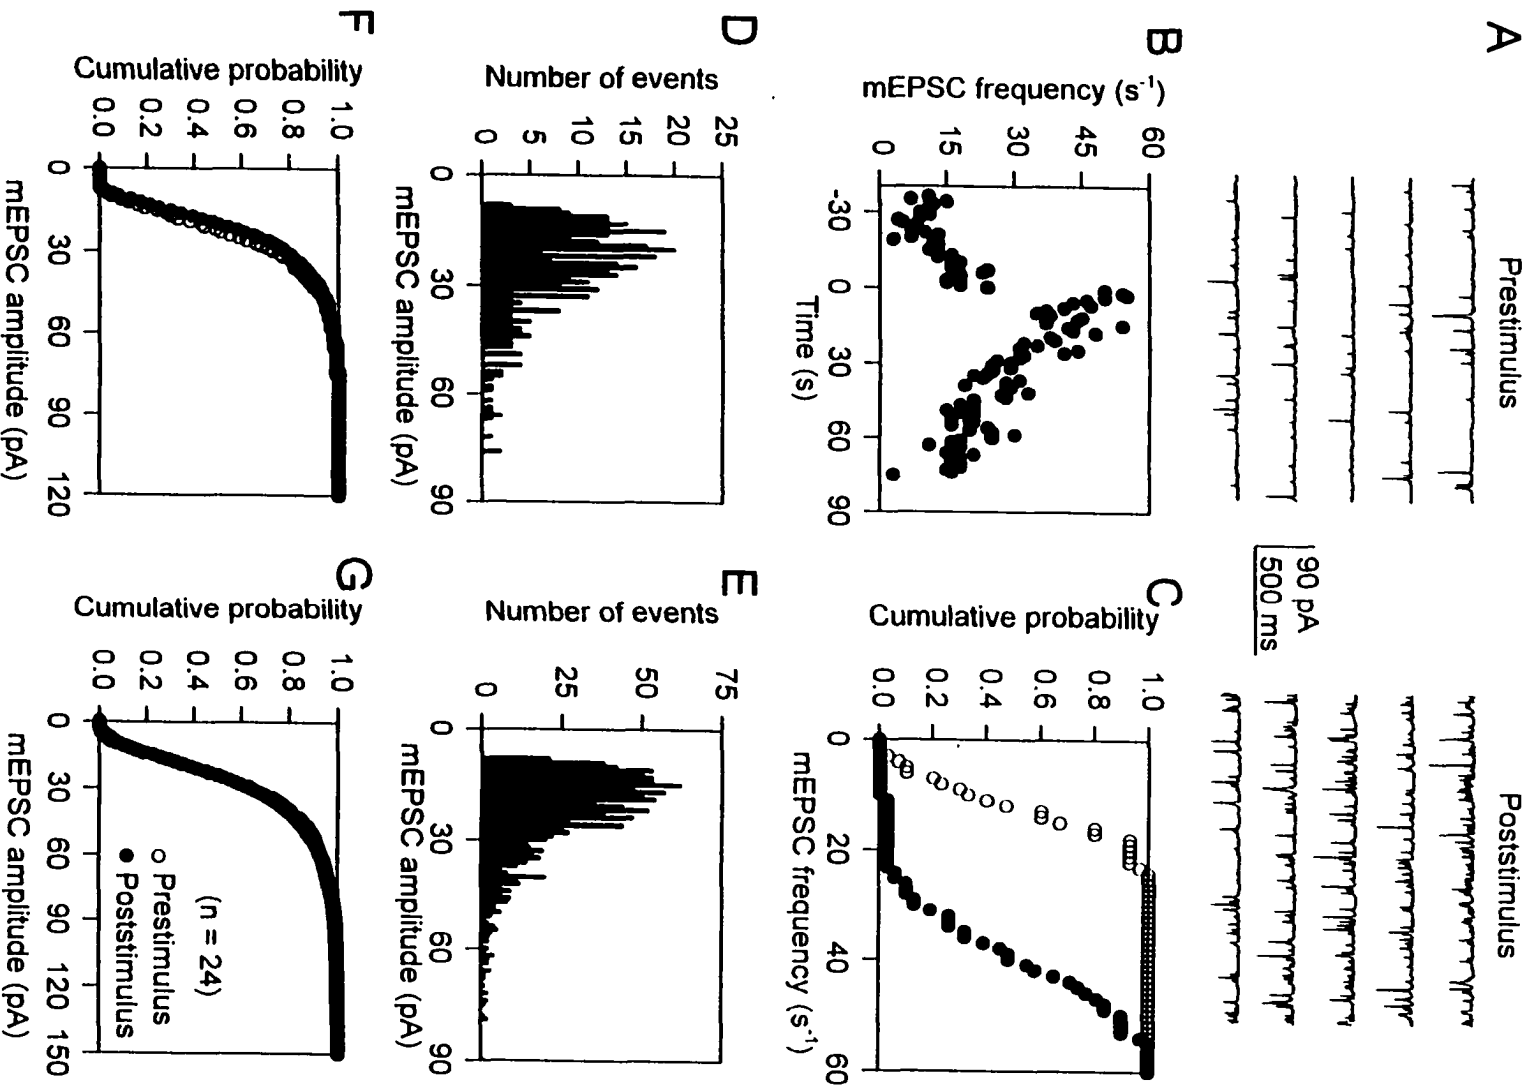 A
Prestimulus
Poststimulus
90 pA
500 ms
B
mEPSC frequency (s-1)
60
45
30
15
0
-30 0 30 60 90
Time (s)
C
Cumulative probability
1.0
0.8
0.6
0.4
0.2
0.0
0 20 40 60
mEPSC frequency (s-1)
D
Number of events
25
20
15
10
5
0
0 30 60 90
mEPSC amplitude (pA)
E
Number of events
75
50
25
0
0 30 60 90
mEPSC amplitude (pA)
F
Cumulative probability
1.0
0.8
0.6
0.4
0.2
0.0
0 30 60 90 120
mEPSC amplitude (pA)
G
Cumulative probability
1.0
0.8
0.6
0.4
0.2
0.0
(n = 24)
○ Prestimulus
● Poststimulus
0 30 60 90 120 150
mEPSC amplitude (pA)